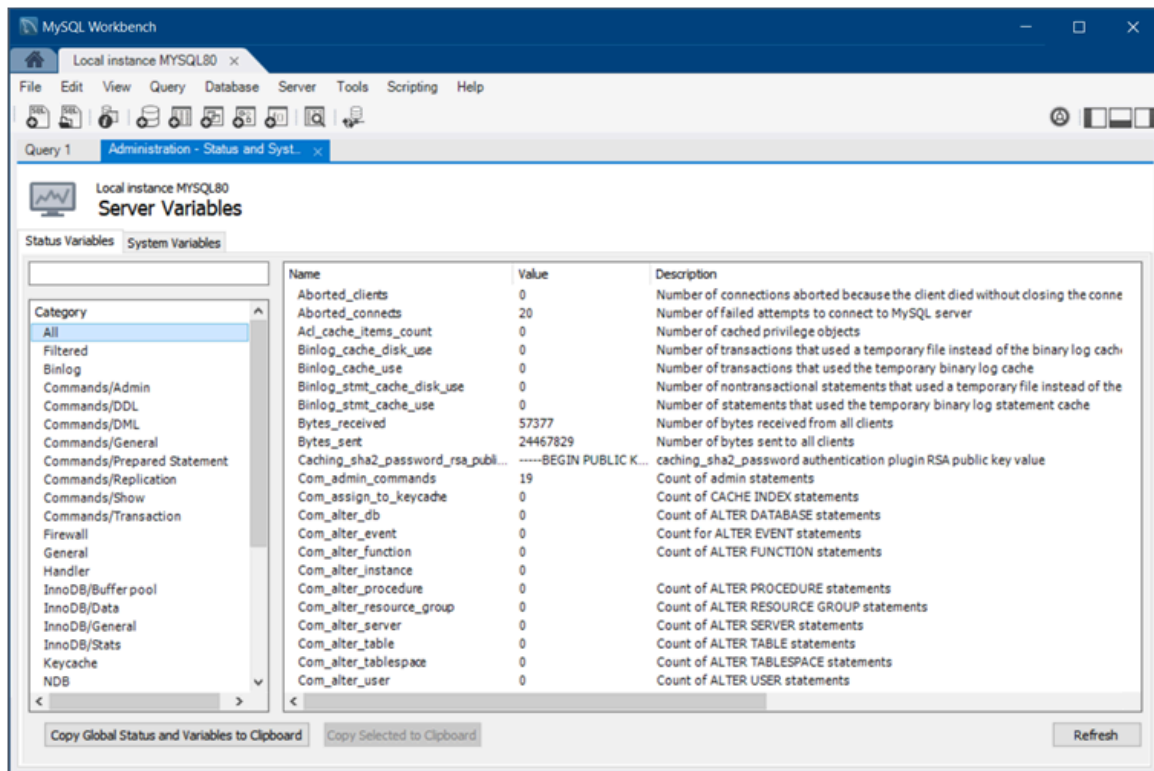 MySQL Workbench
Local instance MYSQL80
File Edit View Query Database Server Tools Scripting Help
Query 1 Administration - Status and Syst..
Local instance MYSQL80
Server Variables
Status Variables System Variables
Category
All
Filtered
Binlog
Commands/Admin
Commands/DDL
Commands/DML
Commands/General
Commands/Prepared Statement
Commands/Replication
Commands/Show
Commands/Transaction
Firewall
General
Handler
InnoDB/Buffer pool
InnoDB/Data
InnoDB/General
InnoDB/Stats
Keycache
NDB
Name Value Description
Aborted_clients 0 Number of connections aborted because the client died without closing the conne
Aborted_connects 20 Number of failed attempts to connect to MySQL server
Acl_cache_items_count 0 Number of cached privilege objects
Binlog_cache_disk_use 0 Number of transactions that used a temporary file instead of the binary log cach
Binlog_cache_use 0 Number of transactions that used the temporary binary log cache
Binlog_stmt_cache_disk_use 0 Number of nontransactional statements that used a temporary file instead of the
Binlog_stmt_cache_use 0 Number of statements that used the temporary binary log statement cache
Bytes_received 57377 Number of bytes received from all clients
Bytes_sent 24467829 Number of bytes sent to all clients
Caching_sha2_password_rsa_publi... -----BEGIN PUBLIC K... caching_sha2_password authentication plugin RSA public key value
Com_admin_commands 19 Count of admin statements
Com_assign_to_keycache 0 Count of CACHE INDEX statements
Com_alter_db 0 Count of ALTER DATABASE statements
Com_alter_event 0 Count for ALTER EVENT statements
Com_alter_function 0 Count of ALTER FUNCTION statements
Com_alter_instance 0
Com_alter_procedure 0 Count of ALTER PROCEDURE statements
Com_alter_resource_group 0 Count of ALTER RESOURCE GROUP statements
Com_alter_server 0 Count of ALTER SERVER statements
Com_alter_table 0 Count of ALTER TABLE statements
Com_alter_tablespace 0 Count of ALTER TABLESPACE statements
Com_alter_user 0 Count of ALTER USER statements
Copy Global Status and Variables to Clipboard Copy Selected to Clipboard Refresh